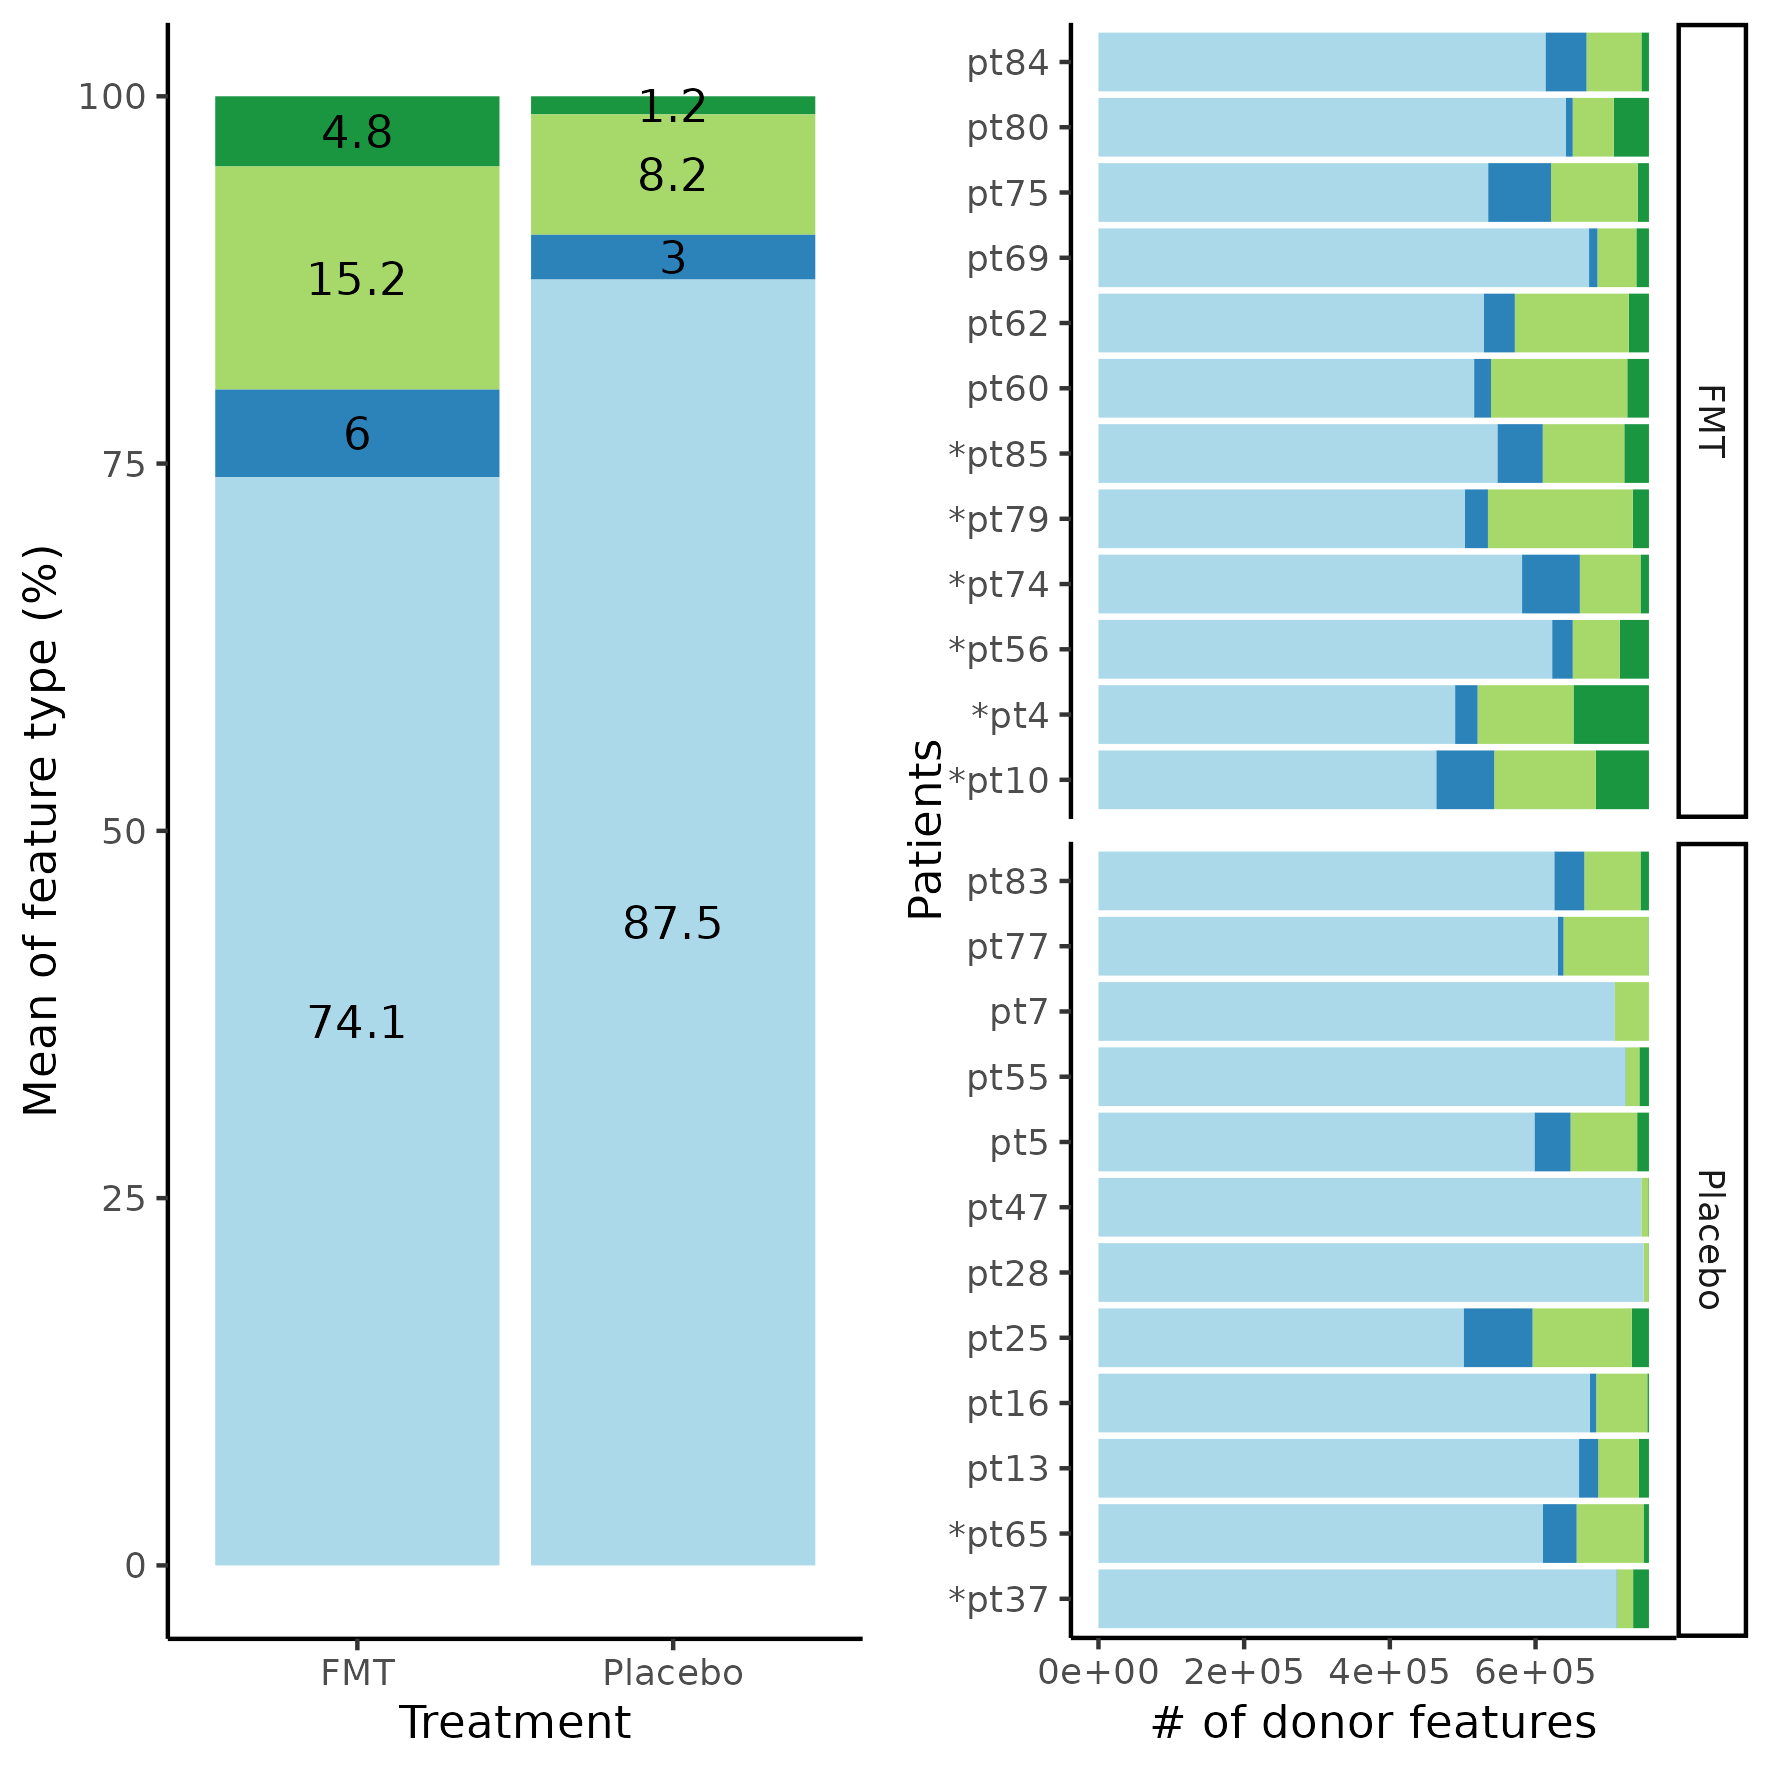 Mean of feature type (%)
100
75
50
25
0
4.8
15.2
6
74.1
1.2
8.2
3
87.5
FMT
Placebo
Treatment
Patients
pt84
pt80
pt75
pt69
pt62
pt60
*pt85
*pt79
*pt74
*pt56
*pt4
*pt10
FMT
pt83
pt77
pt7
pt55
pt5
pt47
pt28
pt25
pt16
pt13
*pt65
*pt37
Placebo
0e+00 2e+05 4e+05 6e+05
# of donor features